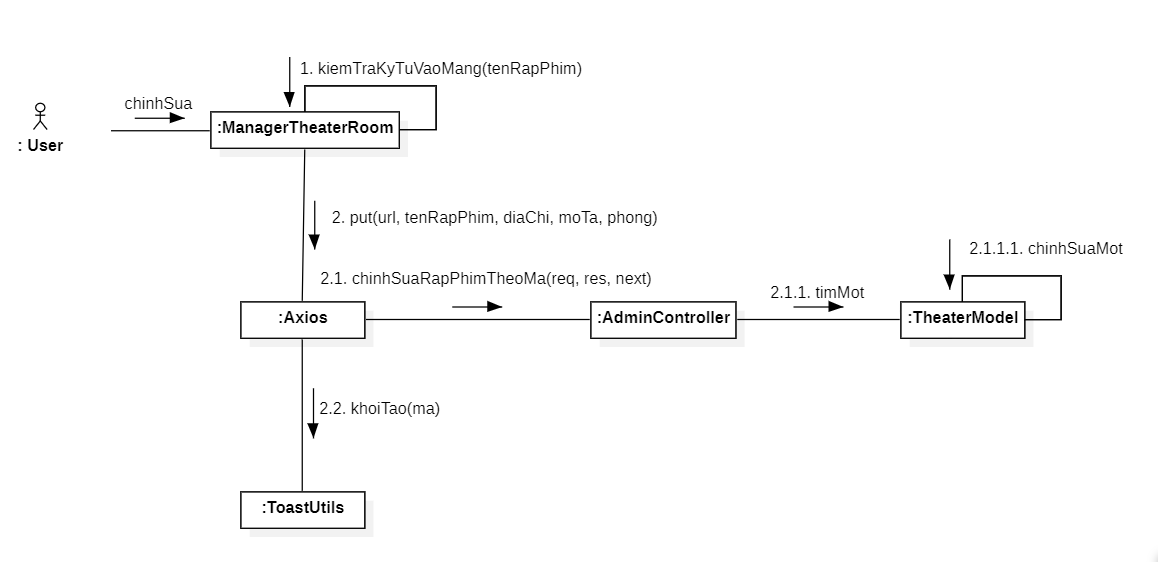 1. kiemTraKyTuVaoMang(tenRapPhim)
chinhSua
:ManagerTheaterRoom
: User
2. put(url, tenRapPhim, diaChi, moTa, phong)
2.1.1.1. chinhSuaMot
2.1. chinhSuaRapPhimTheoMa(req, res, next)
2.1.1. timMot
:Axios
:AdminController
:TheaterModel
2.2. khoiTao(ma)
:ToastUtils